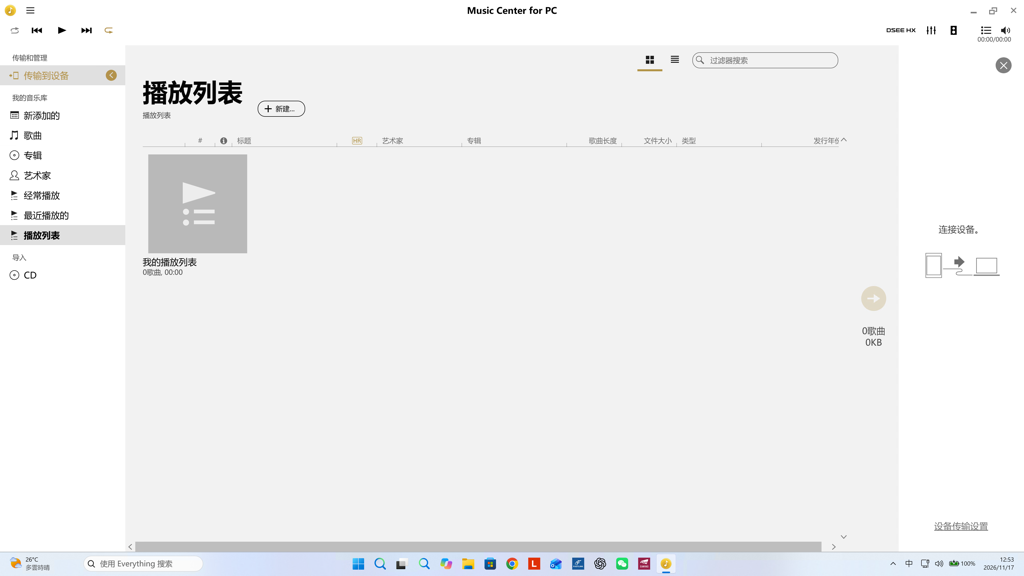 Music Center for PC
DSEE HX
00:00/00:00
传输和管理
传输到设备
我的音乐库
新添加的
歌曲
专辑
艺术家
经常播放
最近播放的
播放列表
导入
CD
过滤器搜索
播放列表
播放列表
新建...
# 标题 HR 艺术家 专辑 歌曲长度 文件大小 类型 发行年份
我的播放列表
0歌曲, 00:00
0歌曲
0KB
连接设备。
设备传输设置
26°C
多雲時晴
使用 Everything 搜索
中
100%
12:53
2026/11/17